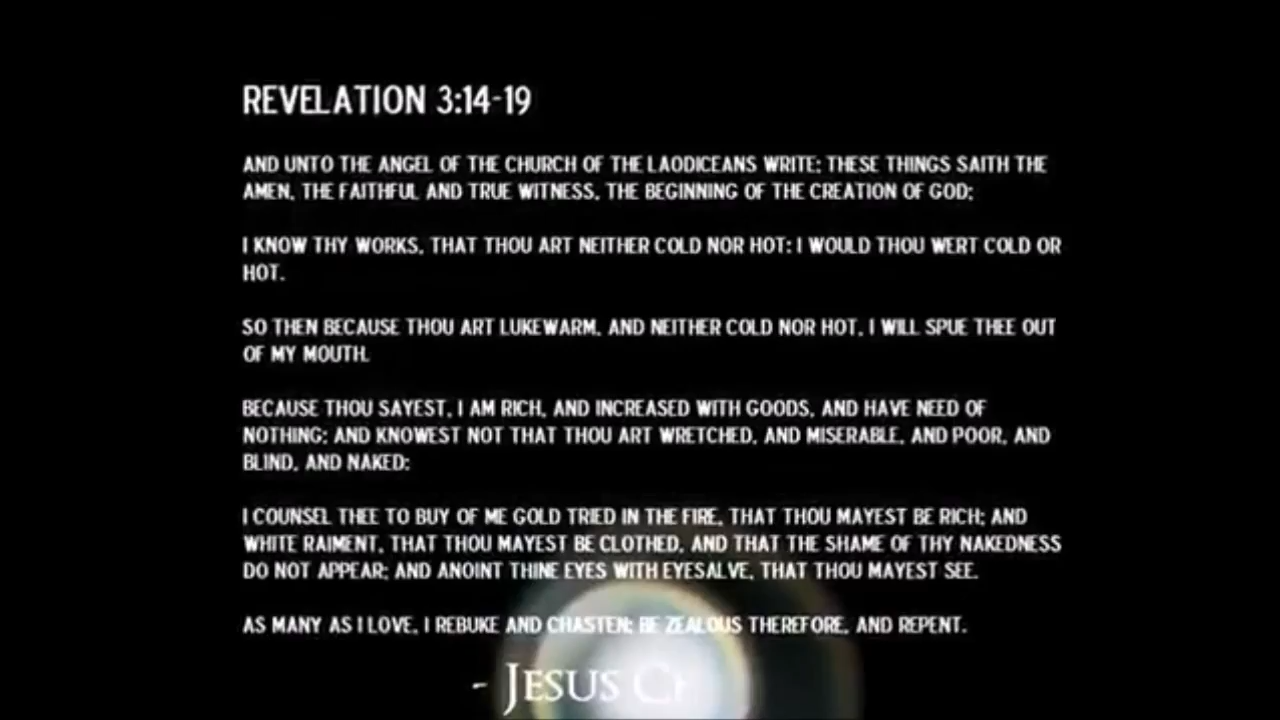 REVELATION 3:14-19
AND UNTO THE ANGEL OF THE CHURCH OF THE LAODICEANS WRITE; THESE THINGS SAITH THE
AMEN, THE FAITHFUL AND TRUE WITNESS, THE BEGINNING OF THE CREATION OF GOD;
I KNOW THY WORKS, THAT THOU ART NEITHER COLD NOR HOT: I WOULD THOU WERT COLD OR
HOT.
SO THEN BECAUSE THOU ART LUKEWARM, AND NEITHER COLD NOR HOT, I WILL SPUE THEE OUT
OF MY MOUTH.
BECAUSE THOU SAYEST, I AM RICH, AND INCREASED WITH GOODS, AND HAVE NEED OF
NOTHING; AND KNOWEST NOT THAT THOU ART WRETCHED, AND MISERABLE, AND POOR, AND
BLIND, AND NAKED:
I COUNSEL THEE TO BUY OF ME GOLD TRIED IN THE FIRE, THAT THOU MAYEST BE RICH; AND
WHITE RAIMENT, THAT THOU MAYEST BE CLOTHED, AND THAT THE SHAME OF THY NAKEDNESS
DO NOT APPEAR; AND ANOINT THINE EYES WITH EYESALVE, THAT THOU MAYEST SEE.
AS MANY AS I LOVE, I REBUKE AND CHASTEN: BE ZEALOUS THEREFORE, AND REPENT.
- JESUS